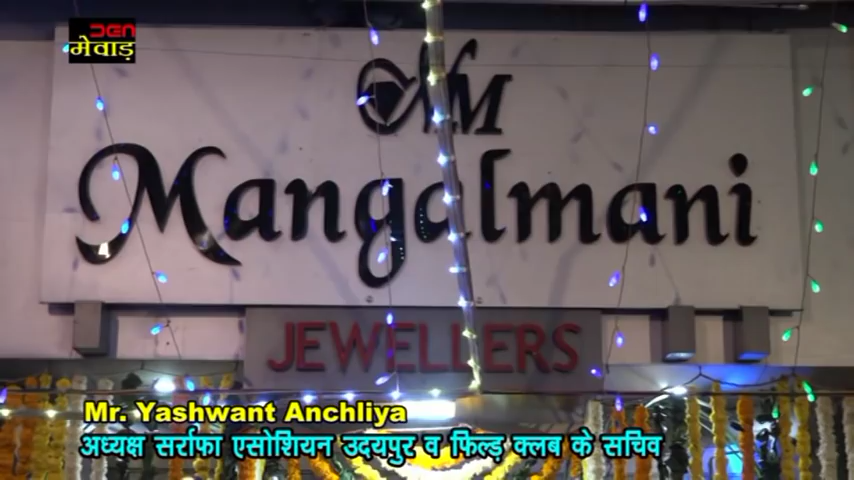 DEN
मेवाड़
M
Mangalmani
JEWELLERS
Mr. Yashwant Anchliya
अध्यक्ष सर्राफा एसोशियन उदयपुर व फिल्ड़ क्लब के सचिव